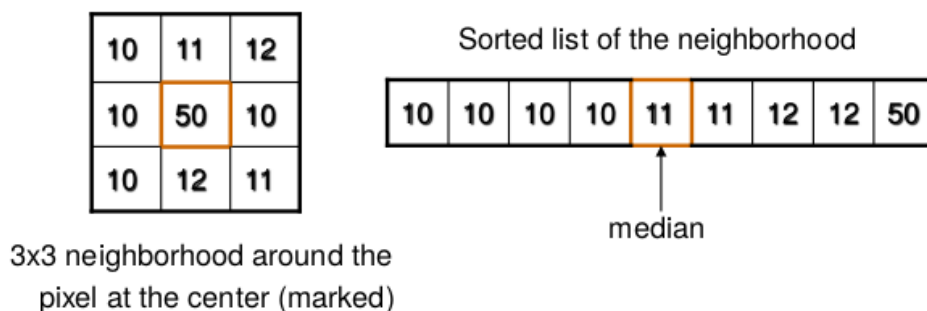 10 11 12
10 50 10
10 12 11
3x3 neighborhood around the
pixel at the center (marked)
Sorted list of the neighborhood
10 10 10 10 11 11 12 12 50
median